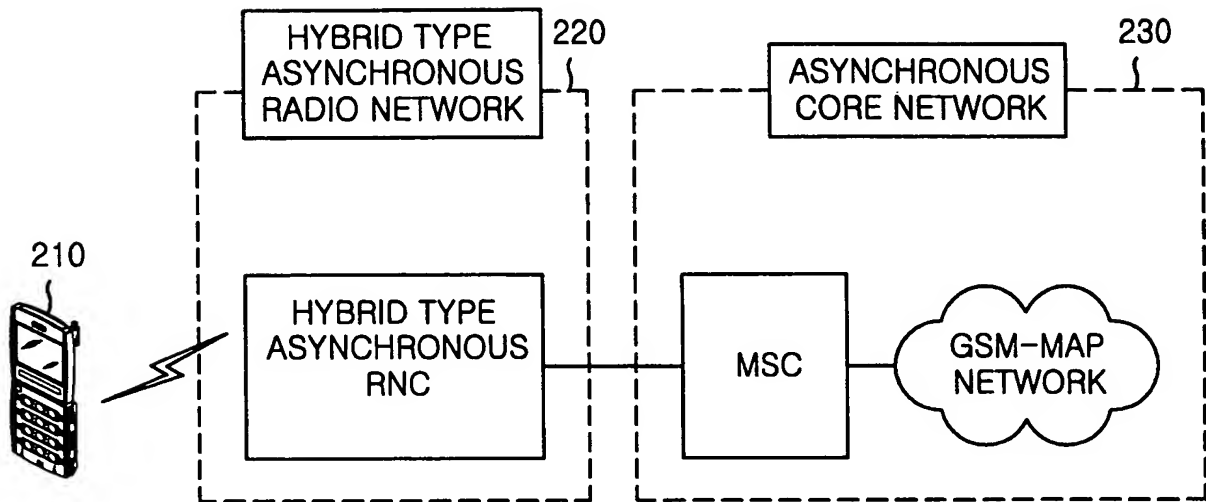 HYBRID TYPE
ASYNCHRONOUS
RADIO NETWORK
220
ASYNCHRONOUS
CORE NETWORK
230
210
HYBRID TYPE
ASYNCHRONOUS
RNC
MSC
GSM-MAP
NETWORK